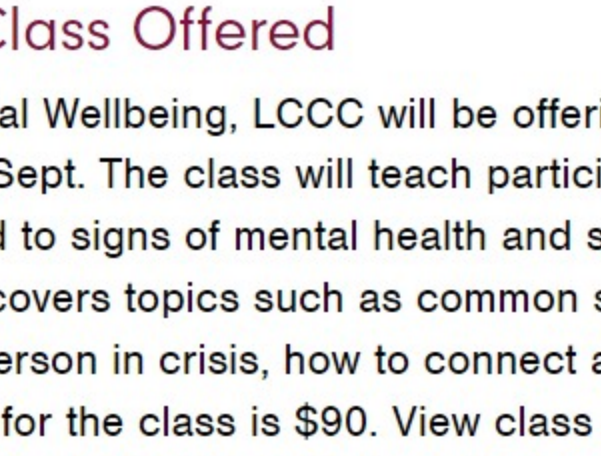 Class Offered
al Wellbeing, LCCC will be offeri
Sept. The class will teach partici
d to signs of mental health and s
covers topics such as common s
erson in crisis, how to connect a
for the class is $90. View class